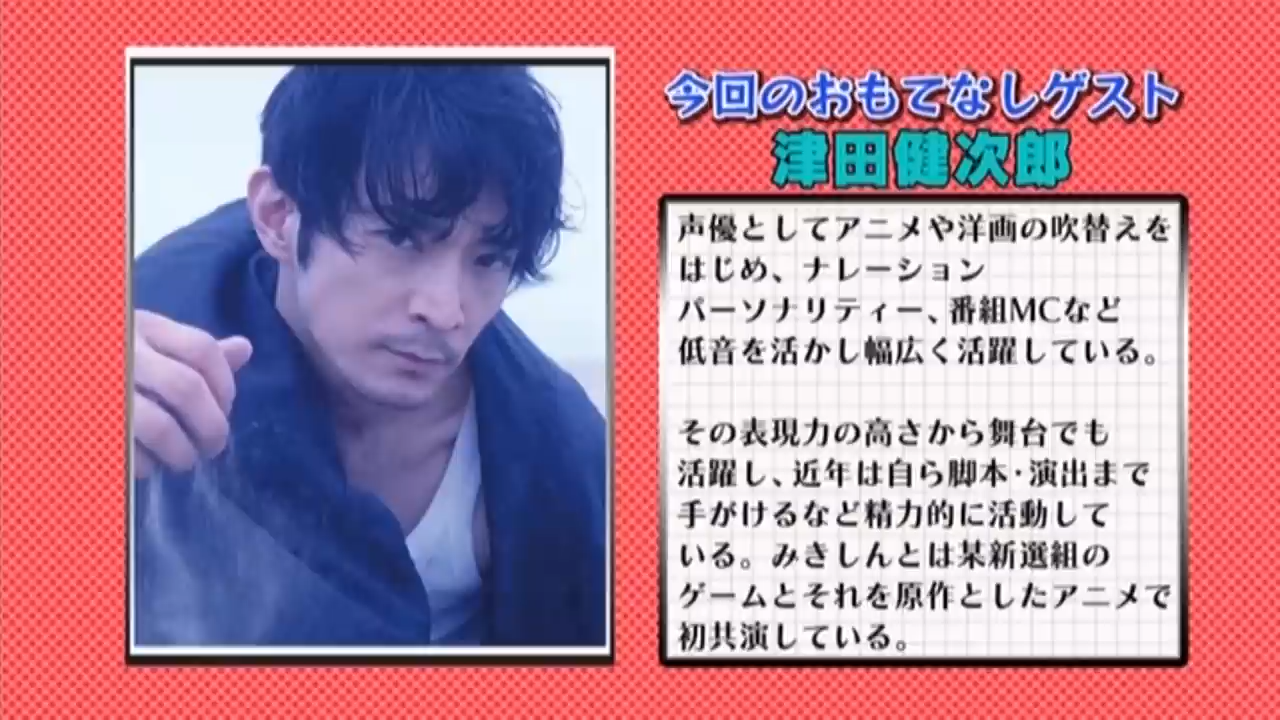 今回のおもてなしゲスト
津田健次郎
声優としてアニメや洋画の吹替えを
はじめ、ナレーション
パーソナリティー、番組MCなど
低音を活かし幅広く活躍している。
その表現力の高さから舞台でも
活躍し、近年は自ら脚本・演出まで
手がけるなど精力的に活動して
いる。みきしんとは某新選組の
ゲームとそれを原作としたアニメで
初共演している。